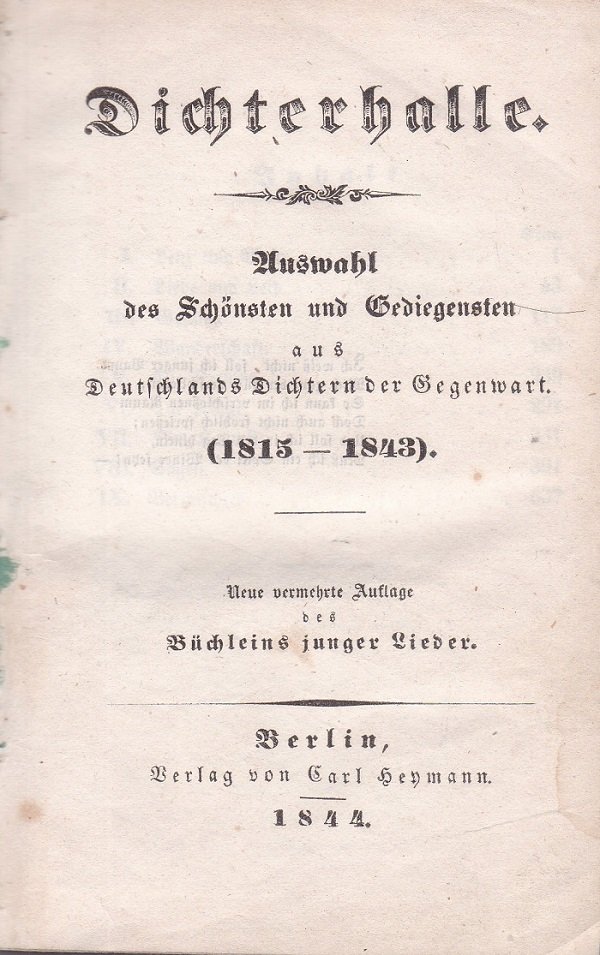 Dichterhalle.
Auswahl
des Schönsten und Gediegensten
aus
Deutschlands Dichtern der Gegenwart.
(1815 — 1843).
Neue vermehrte Auflage
des
Büchleins junger Lieder.
Berlin,
Verlag von Carl Heymann.
1844.